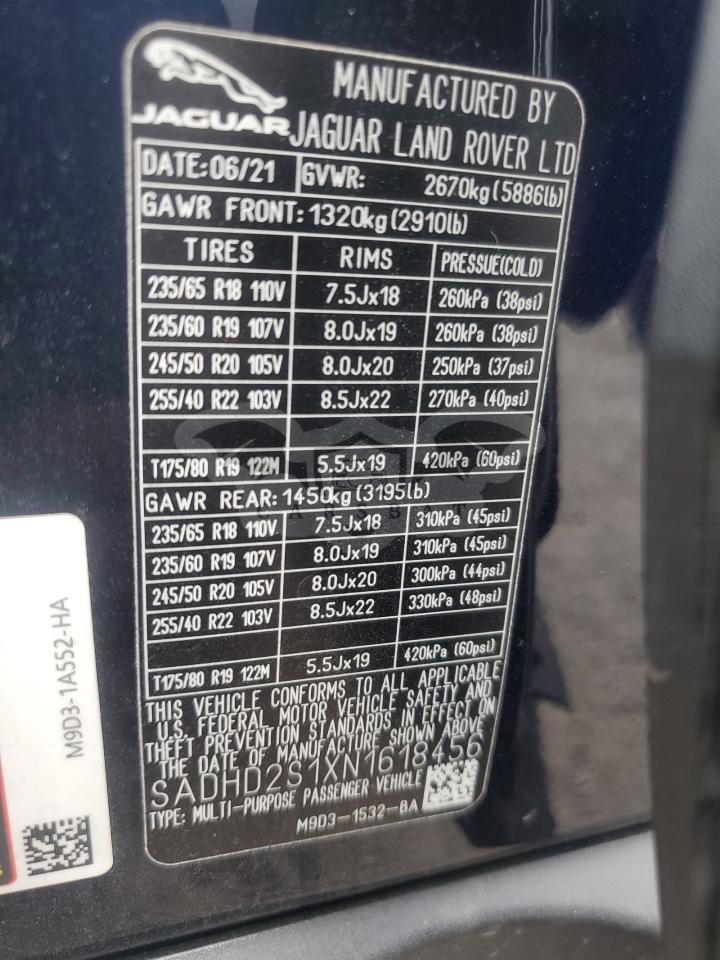 JAGUAR
MANUFACTURED BY
JAGUAR LAND ROVER LTD
DATE:06/21 GVWR: 2670kg(5886lb)
GAWR FRONT:1320kg(2910lb)
TIRES RIMS PRESSUE(COLD)
235/65 R18 110V 7.5Jx18 260kPa (38psi)
235/60 R19 107V 8.0Jx19 260kPa (38psi)
245/50 R20 105V 8.0Jx20 250kPa (37psi)
255/40 R22 103V 8.5Jx22 270kPa (40psi)
T175/80 R19 122M 5.5Jx19 420kPa (60psi)
GAWR REAR:1450kg(3195lb)
235/65 R18 110V 7.5Jx18 310kPa (45psi)
235/60 R19 107V 8.0Jx19 310kPa (45psi)
245/50 R20 105V 8.0Jx20 300kPa (44psi)
255/40 R22 103V 8.5Jx22 330kPa (48psi)
T175/80 R19 122M 5.5Jx19 420kPa (60psi)
THIS VEHICLE CONFORMS TO ALL APPLICABLE
U.S. FEDERAL MOTOR VEHICLE SAFETY AND
THEFT PREVENTION STANDARDS IN EFFECT ON
THE DATE OF MANUFACTURE SHOWN ABOVE
SADHD2S1XN1618456
TYPE: MULTI-PURPOSE PASSENGER VEHICLE
M9D3-1532-BA
M9D3-1A552-HA